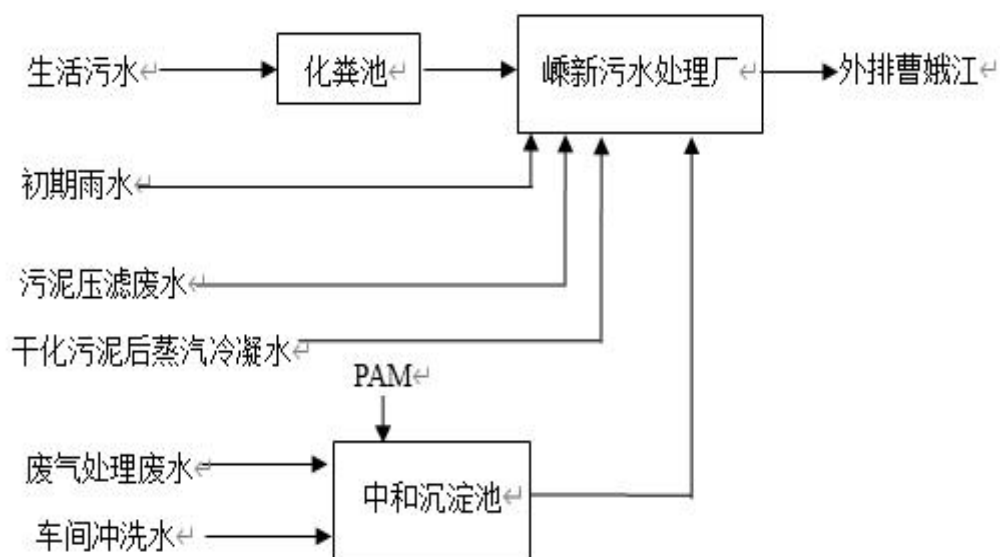 生活污水
化粪池
嵊新污水处理厂
外排曹娥江
初期雨水
污泥压滤废水
干化污泥后蒸汽冷凝水
PAM
废气处理废水
中和沉淀池
车间冲洗水